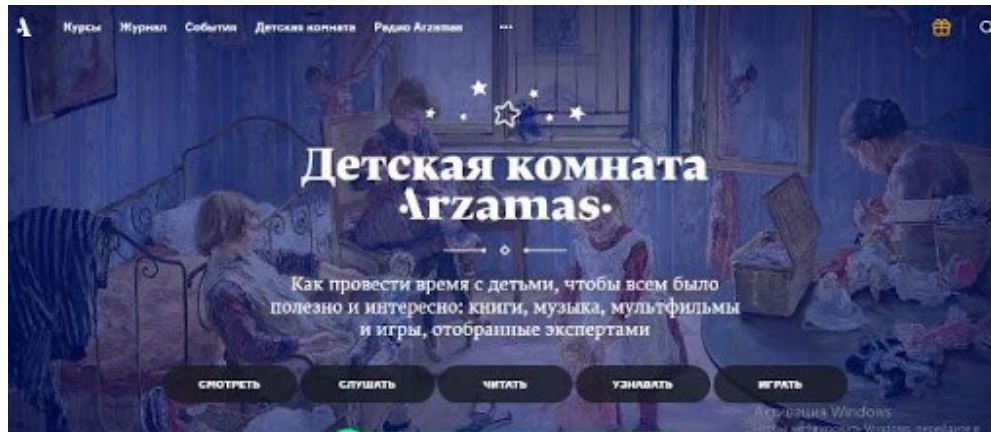 Курсы Журнал События Детская комната Радио Arzamas ...
Детская комната
Arzamas
Как провести время с детьми, чтобы всем было
полезно и интересно: книги, музыка, мультфильмы
и игры, отобранные экспертами
СМОТРЕТЬ СЛУШАТЬ ЧИТАТЬ УЗНАВАТЬ ИГРАТЬ
Активация Windows